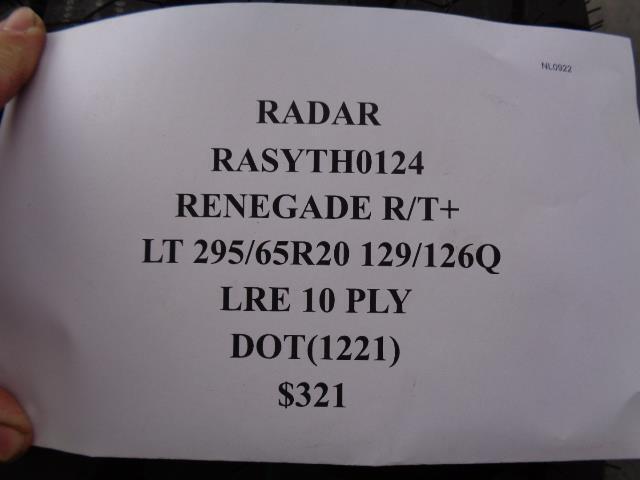 NL0922
RADAR
RASYTH0124
RENEGADE R/T+
LT 295/65R20 129/126Q
LRE 10 PLY
DOT(1221)
$321